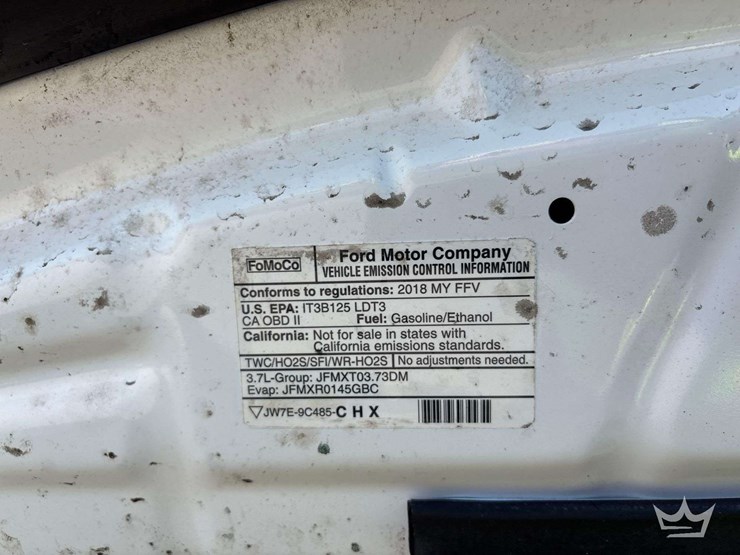 FoMoCo
Ford Motor Company
VEHICLE EMISSION CONTROL INFORMATION
Conforms to regulations: 2018 MY FFV
U.S. EPA: IT3B125 LDT3
CA OBD II Fuel: Gasoline/Ethanol
California: Not for sale in states with
California emissions standards.
TWC/HO2S/SFI/WR-HO2S No adjustments needed.
3.7L-Group: JFMXT03.73DM
Evap: JFMXR0145GBC
JW7E-9C485-CHX